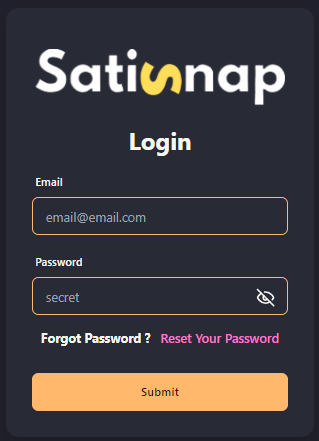 Satisnap
Login
Email
email@email.com
Password
secret
Forgot Password ? Reset Your Password
Submit